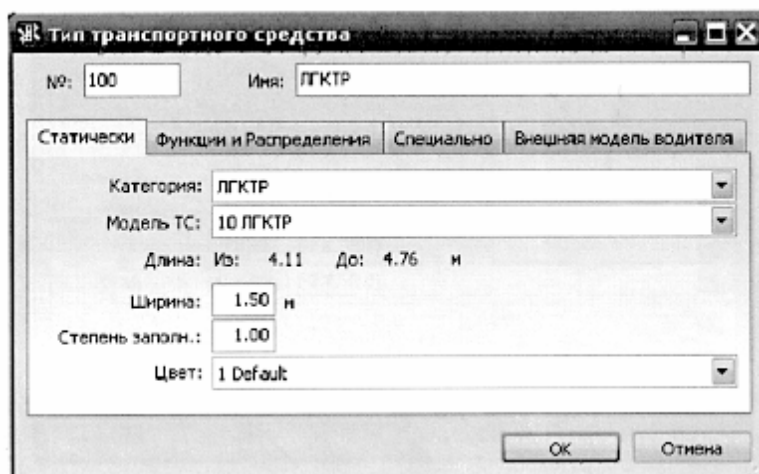 Тип транспортного средства
№: 100 Имя: ЛГКТР
Статически Функции и Распределения Специально Внешняя модель водителя
Категория: ЛГКТР
Модель ТС: 10 ЛГКТР
Длина: Из: 4.11 До: 4.76 м
Ширина: 1.50 м
Степень заполн.: 1.00
Цвет: 1 Default
OK Отмена